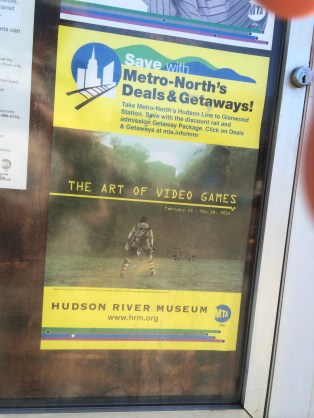 MTA
Save with
Metro-North's
Deals & Getaways!
Take Metro-North's Hudson Line to Glenwood
Station. Save with the discount rail and
admission Getaway Package. Click on Deals
& Getaways at mta.info/mnr
THE ART OF VIDEO GAMES
HUDSON RIVER MUSEUM
www.hrm.org
MTA